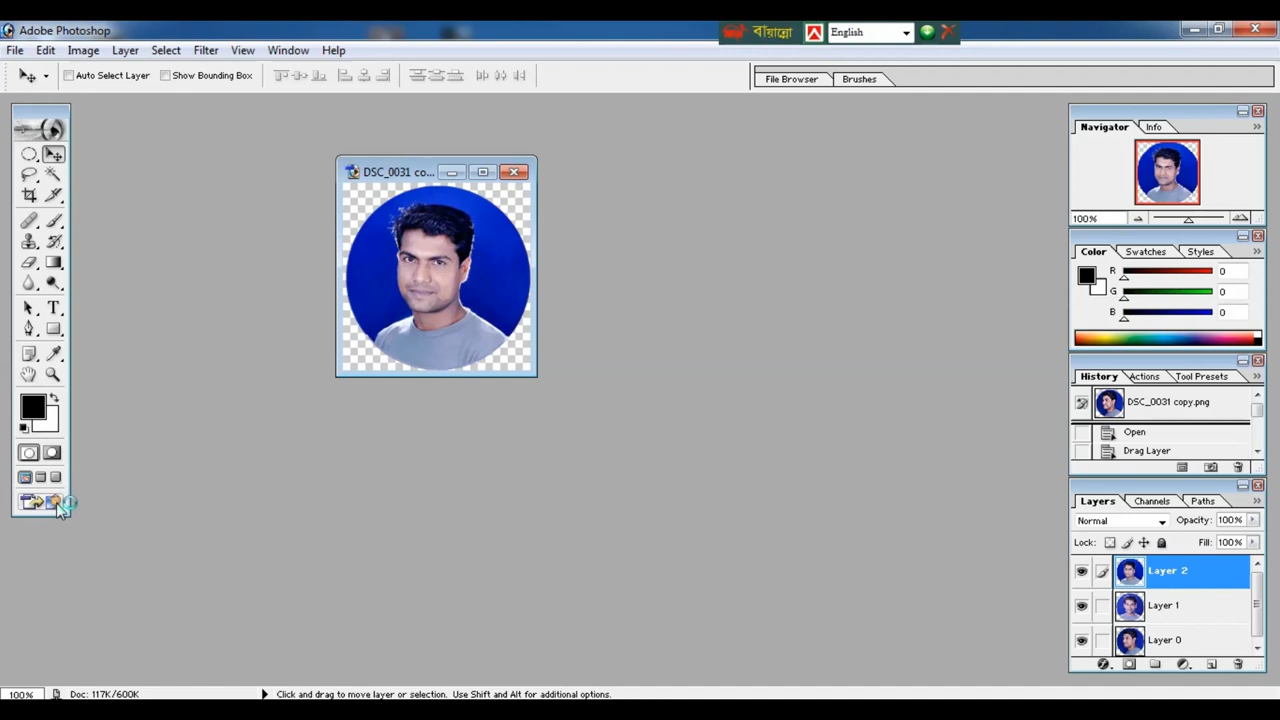 Adobe Photoshop
বায়ান্নো English
File Edit Image Layer Select Filter View Window Help
Auto Select Layer Show Bounding Box File Browser Brushes
Navigator Info
DSC_0031 co...
100%
Color Swatches Styles
R 0
G 0
B 0
History Actions Tool Presets
DSC_0031 copy.png
Open
Drag Layer
Layers Channels Paths
Normal Opacity: 100%
Lock: Fill: 100%
Layer 2
Layer 1
Layer 0
100% Doc: 117K/600K Click and drag to move layer or selection. Use Shift and Alt for additional options.